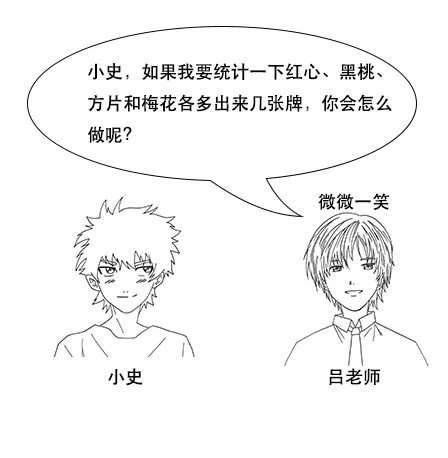 小史，如果我要统计一下红心、黑桃、
方片和梅花各多出来几张牌，你会怎么
做呢？
微微一笑
小史
吕老师